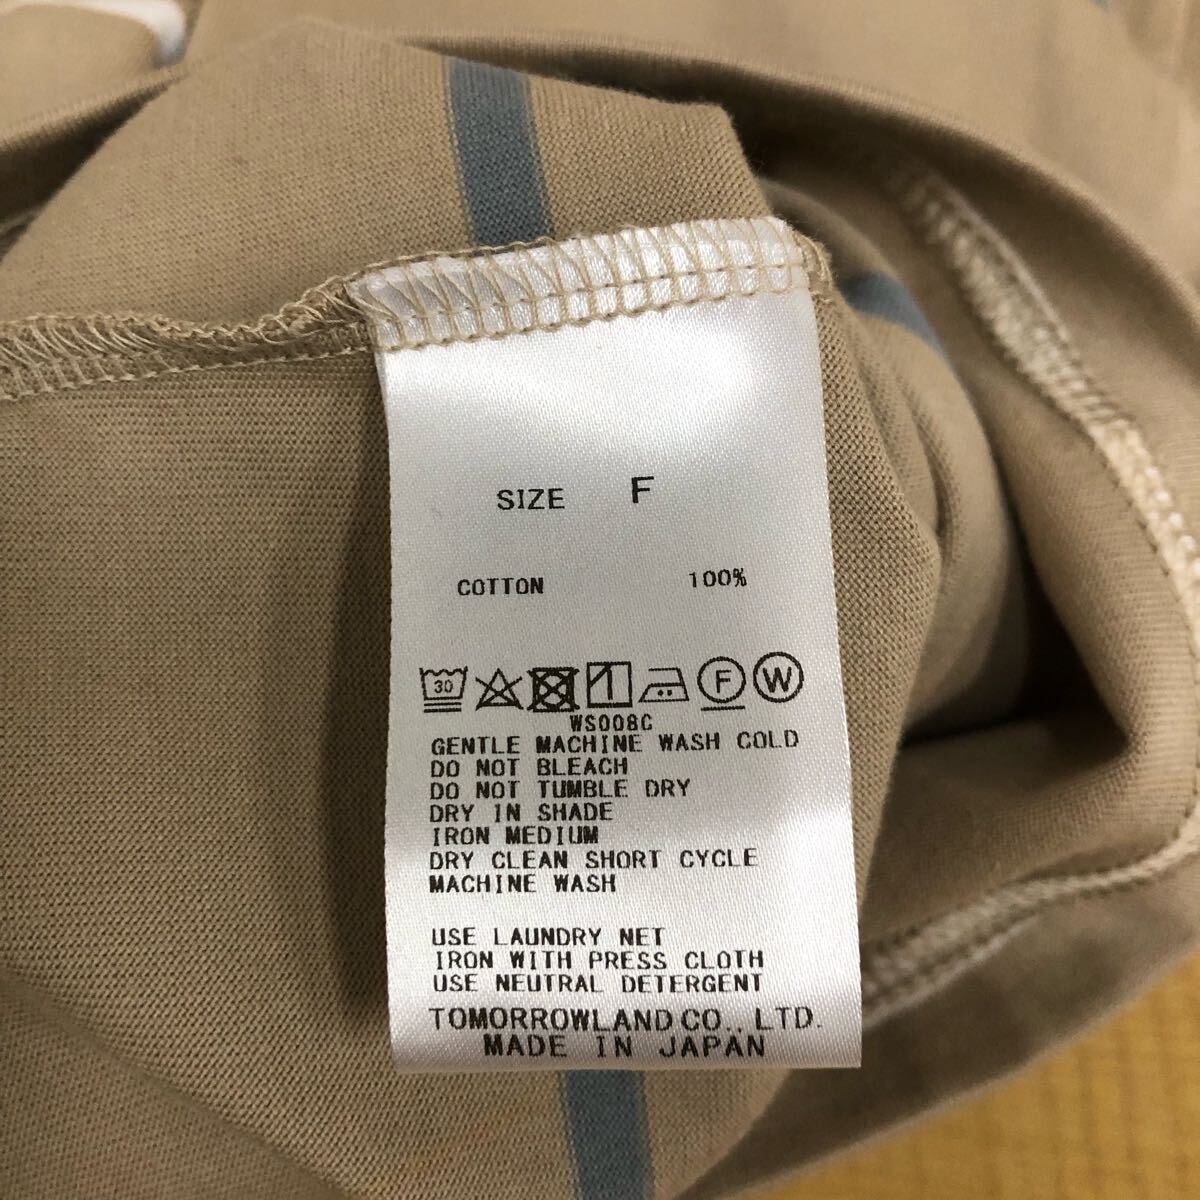 SIZE F
COTTON 100%
30 F W
WS008C
GENTLE MACHINE WASH COLD
DO NOT BLEACH
DO NOT TUMBLE DRY
DRY IN SHADE
IRON MEDIUM
DRY CLEAN SHORT CYCLE
MACHINE WASH
USE LAUNDRY NET
IRON WITH PRESS CLOTH
USE NEUTRAL DETERGENT
TOMORROWLAND CO., LTD.
MADE IN JAPAN